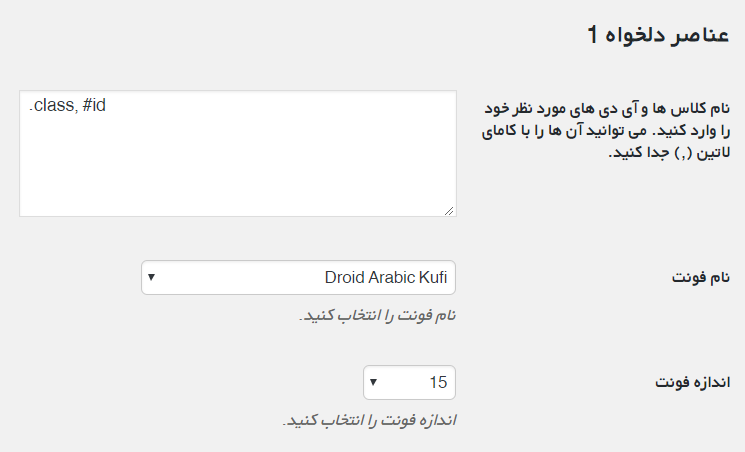 عناصر دلخواه 1
نام کلاس ها و آی دی های مورد نظر خود
را وارد کنید. می توانید آن ها را با کامای
لاتین (,) جدا کنید.
.class, #id
نام فونت
Droid Arabic Kufi
نام فونت را انتخاب کنید.
اندازه فونت
15
اندازه فونت را انتخاب کنید.